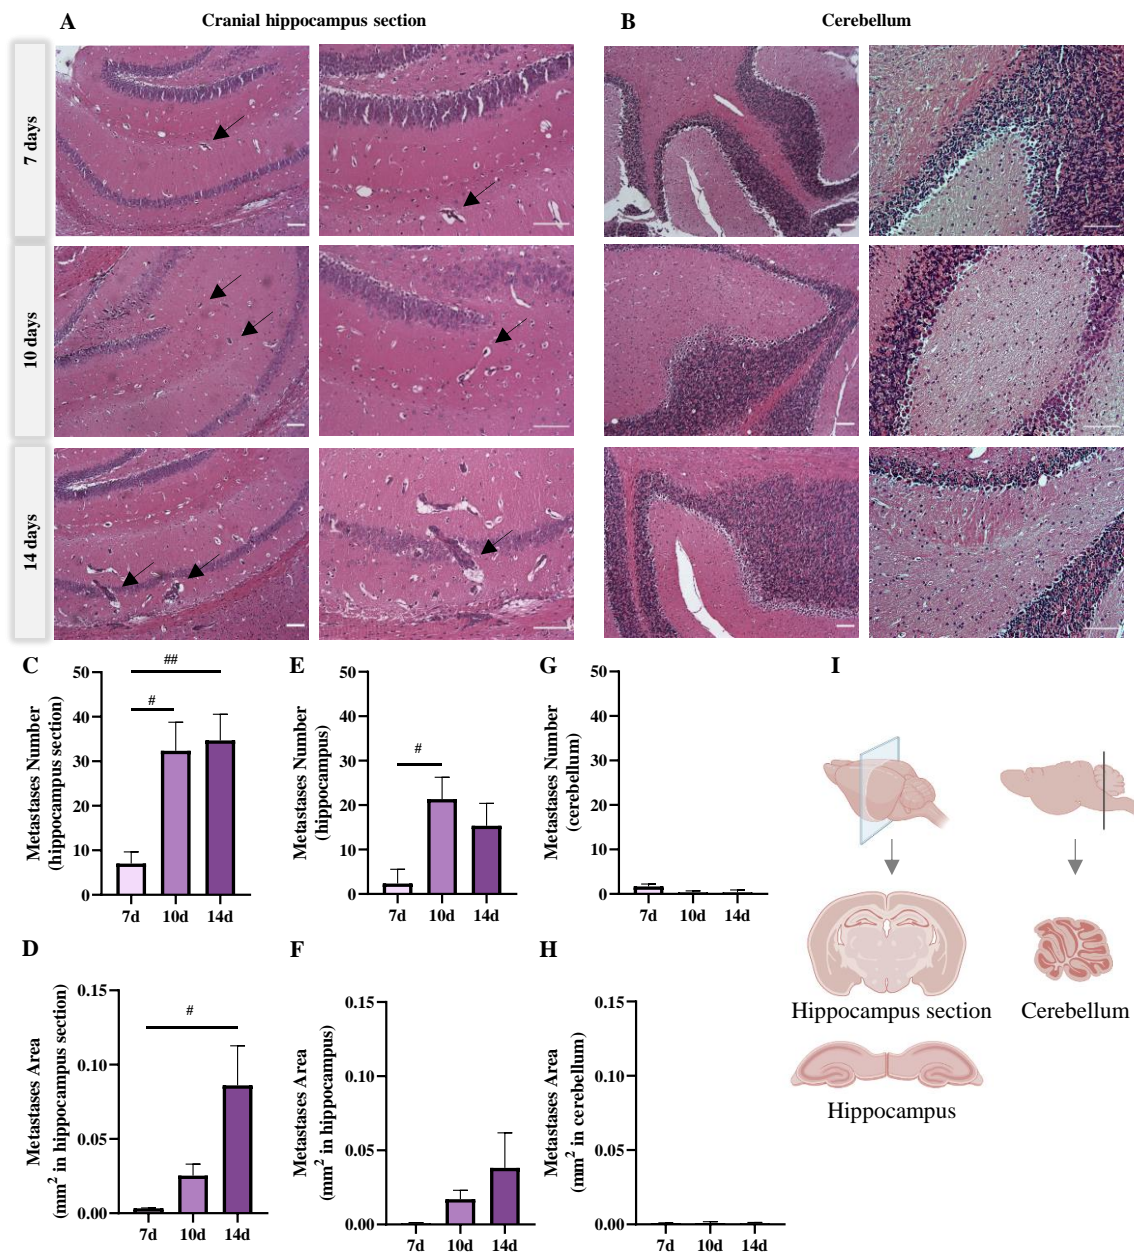 A
Cranial hippocampus section
B
Cerebellum
7 days
10 days
14 days
C
Metastases Number
(hippocampus section)
50
40
30
20
10
0
##
#
7d 10d 14d
E
Metastases Number
(hippocampus)
50
40
30
20
10
0
#
7d 10d 14d
G
Metastases Number
(cerebellum)
50
40
30
20
10
0
7d 10d 14d
I
Hippocampus section
Cerebellum
Hippocampus
D
Metastases Area
(mm² in hippocampus section)
0.15
0.10
0.05
0.00
#
7d 10d 14d
F
Metastases Area
(mm² in hippocampus)
0.15
0.10
0.05
0.00
7d 10d 14d
H
Metastases Area
(mm² in cerebellum)
0.15
0.10
0.05
0.00
7d 10d 14d